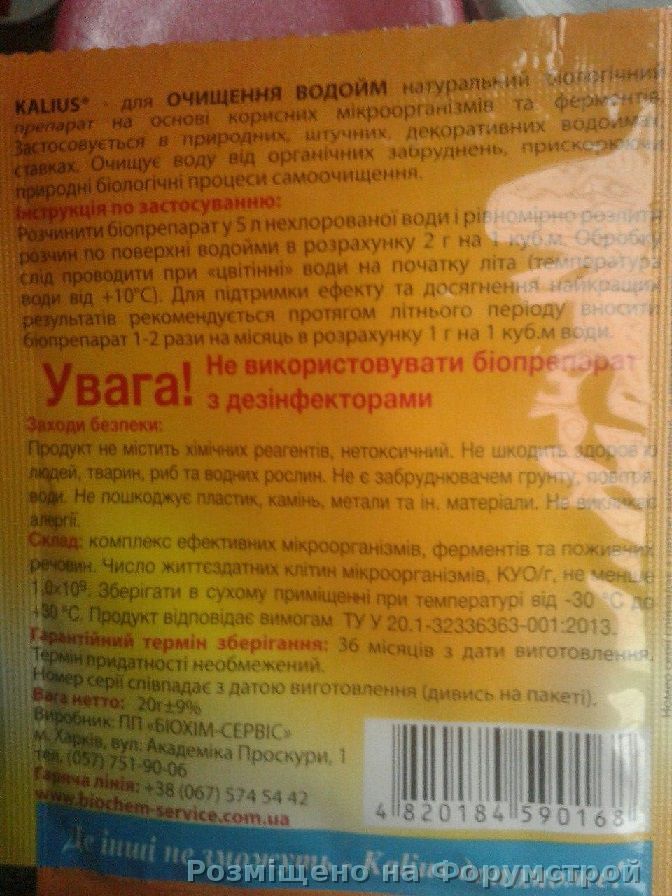 KALIUS® - для ОЧИЩЕННЯ ВОДОЙМ натуральний біологічний
препарат на основі корисних мікроорганізмів та ферментів
Застосовується в природних, штучних, декоративних водоймах
ставках. Очищує воду від органічних забруднень, прискорюючи
природні біологічні процеси самоочищення.
Інструкція по застосуванню:
Розчинити біопрепарат у 5 л нехлорованої води і рівномірно розлити
розчин по поверхні водойми в розрахунку 2 г на 1 куб.м. Обробку
слід проводити при «цвітінні» води на початку літа (температура
води від +10°С). Для підтримки ефекту та досягнення найкращих
результатів рекомендується протягом літнього періоду вносити
біопрепарат 1-2 рази на місяць в розрахунку 1 г на 1 куб.м води.
Увага! Не використовувати біопрепарат
з дезінфекторами
Заходи безпеки:
Продукт не містить хімічних реагентів, нетоксичний. Не шкодить здоров'ю
людей, тварин, риб та водних рослин. Не є забруднювачем грунту, повітря,
води. Не пошкоджує пластик, камінь, метали та ін. матеріали. Не викликає
алергії.
Склад: комплекс ефективних мікроорганізмів, ферментів та поживних
речовин. Число життєздатних клітин мікроорганізмів, КУО/г, не менше
1,0х10⁹. Зберігати в сухому приміщенні при температурі від -30 °С до
+30 °С. Продукт відповідає вимогам ТУ У 20.1-32336363-001:2013.
Гарантійний термін зберігання: 36 місяців з дати виготовлення.
Термін придатності необмежений.
Номер серії співпадає з датою виготовлення (дивись на пакеті).
Вага нетто: 20г±9%
Виробник: ПП «БІОХІМ-СЕРВІС»
м. Харків, вул. Академіка Проскури, 1
тел. (057) 751-90-06
Гаряча лінія: +38 (067) 574 54 42
www.biochem-service.com.ua
4 820184 590168
Де інші не зможуть - Kalius
Розміщено на Форумстрой